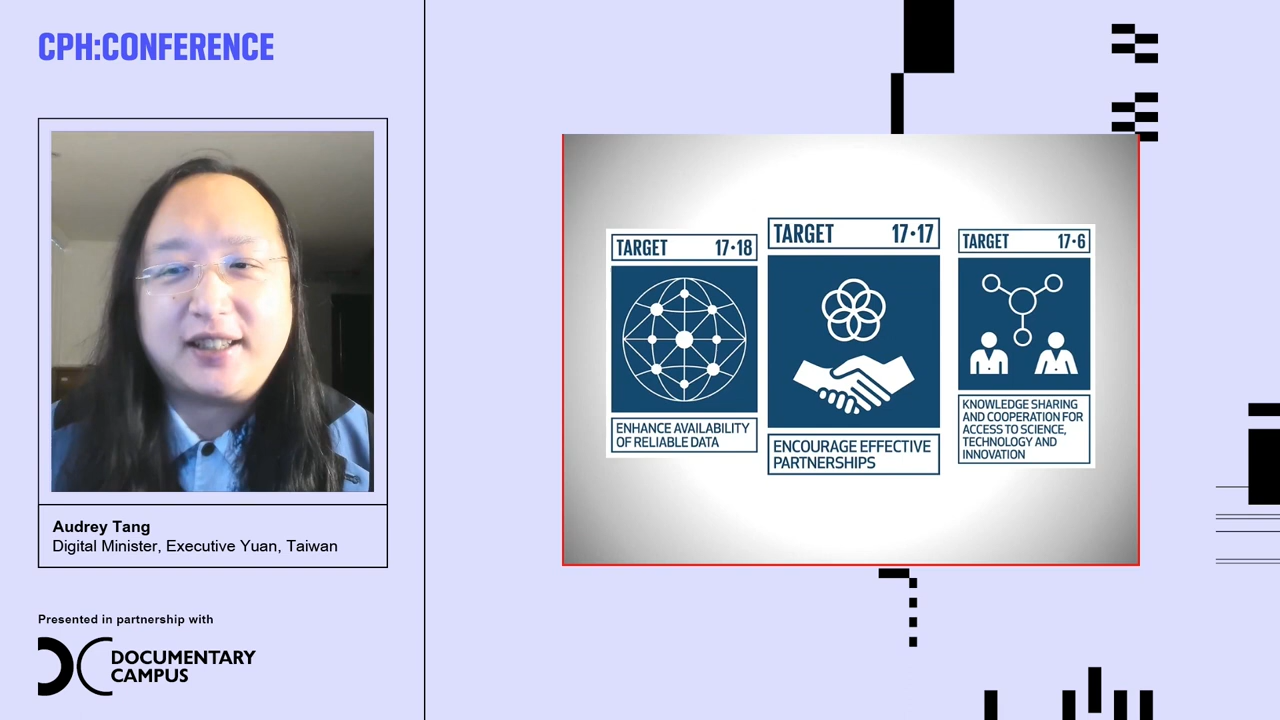 CPH:CONFERENCE
Audrey Tang
Digital Minister, Executive Yuan, Taiwan
Presented in partnership with
DOCUMENTARY
CAMPUS
TARGET 17·18
ENHANCE AVAILABILITY
OF RELIABLE DATA
TARGET 17·17
ENCOURAGE EFFECTIVE
PARTNERSHIPS
TARGET 17·6
KNOWLEDGE SHARING
AND COOPERATION FOR
ACCESS TO SCIENCE,
TECHNOLOGY AND
INNOVATION